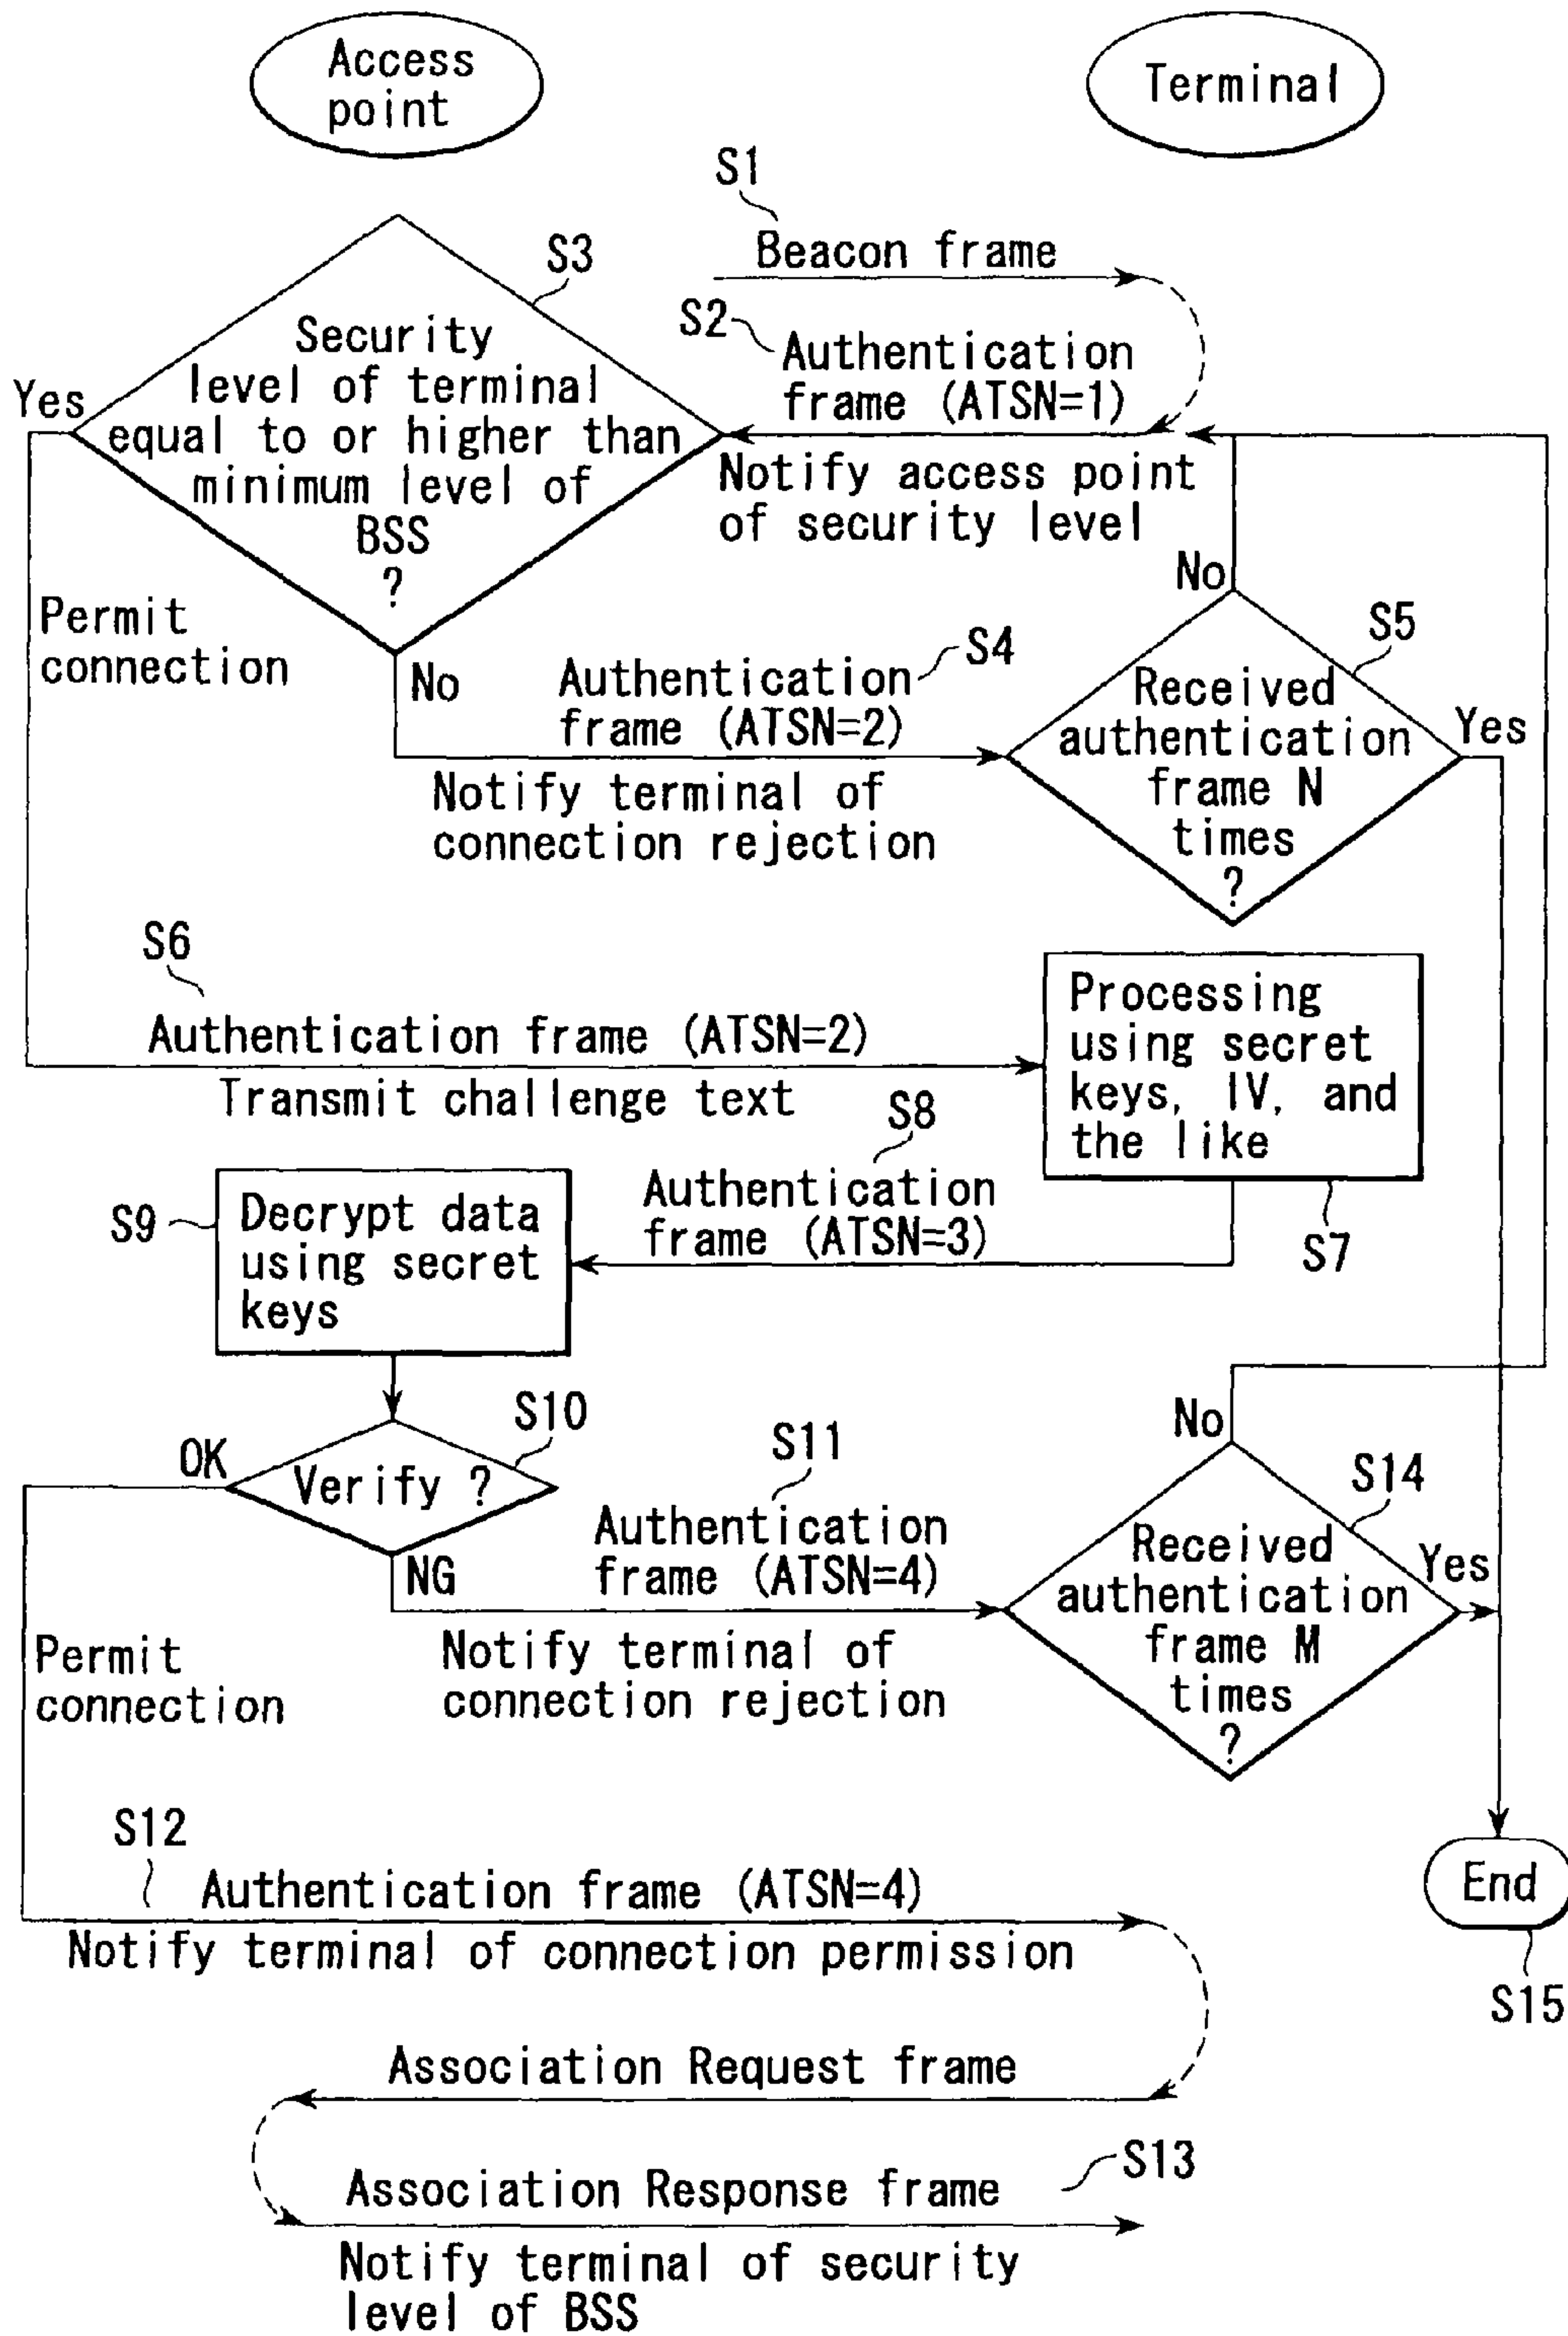 Access
point
Terminal
S1
Beacon frame
S2
Authentication
frame (ATSN=1)
S3
Security
level of terminal
equal to or higher than
minimum level of
BSS
?
Yes
Notify access point
of security level
Permit
connection
No
No
S4
Authentication
frame (ATSN=2)
Notify terminal of
connection rejection
S5
Received
authentication
frame N
times
?
Yes
S6
Authentication frame (ATSN=2)
Transmit challenge text
Processing
using secret
keys, IV, and
the like
S7
S8
Authentication
frame (ATSN=3)
S9
Decrypt data
using secret
keys
S10
OK
Verify ?
NG
S11
Authentication
frame (ATSN=4)
Notify terminal of
connection rejection
No
S14
Received
authentication
frame M
times
?
Yes
Permit
connection
S12
Authentication frame (ATSN=4)
Notify terminal of connection permission
End
S15
Association Request frame
S13
Association Response frame
Notify terminal of security
level of BSS